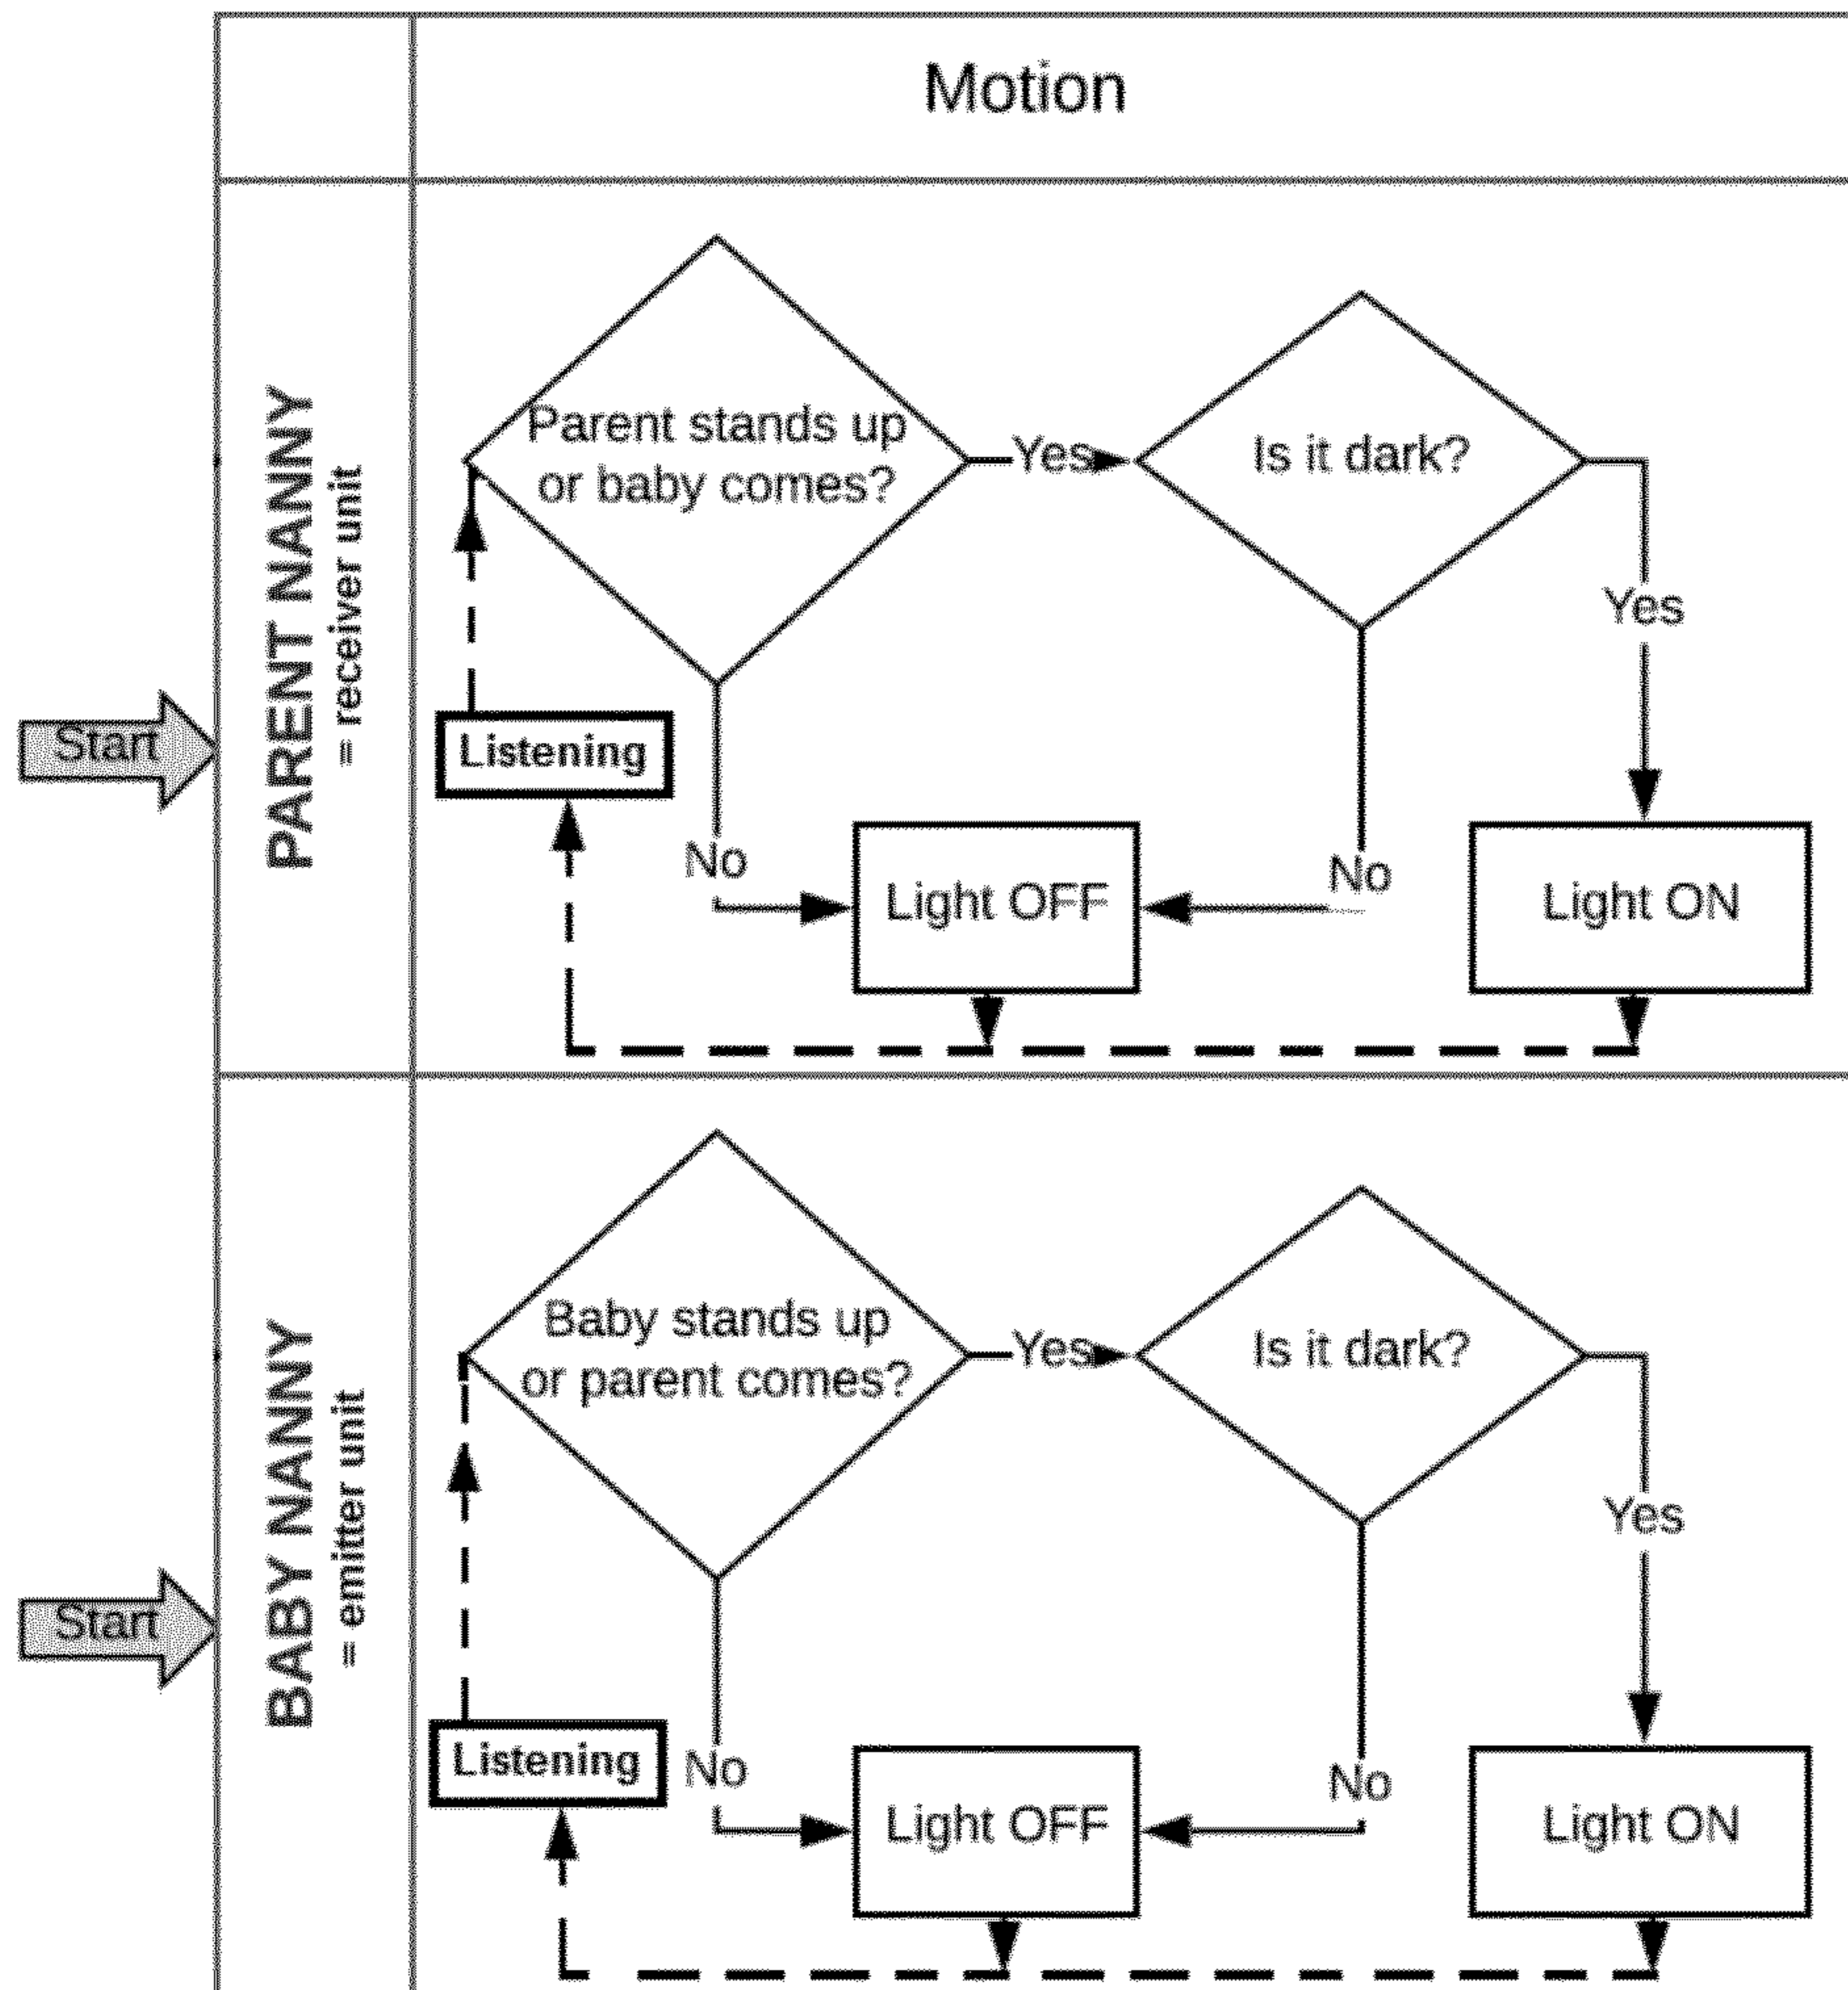 Motion
PARENT NANNY
= receiver unit
Start
Parent stands up
or baby comes?
Yes
Is it dark?
Yes
Listening
No
Light OFF
No
Light ON
BABY NANNY
= emitter unit
Start
Baby stands up
or parent comes?
Yes
Is it dark?
Yes
Listening
No
Light OFF
No
Light ON